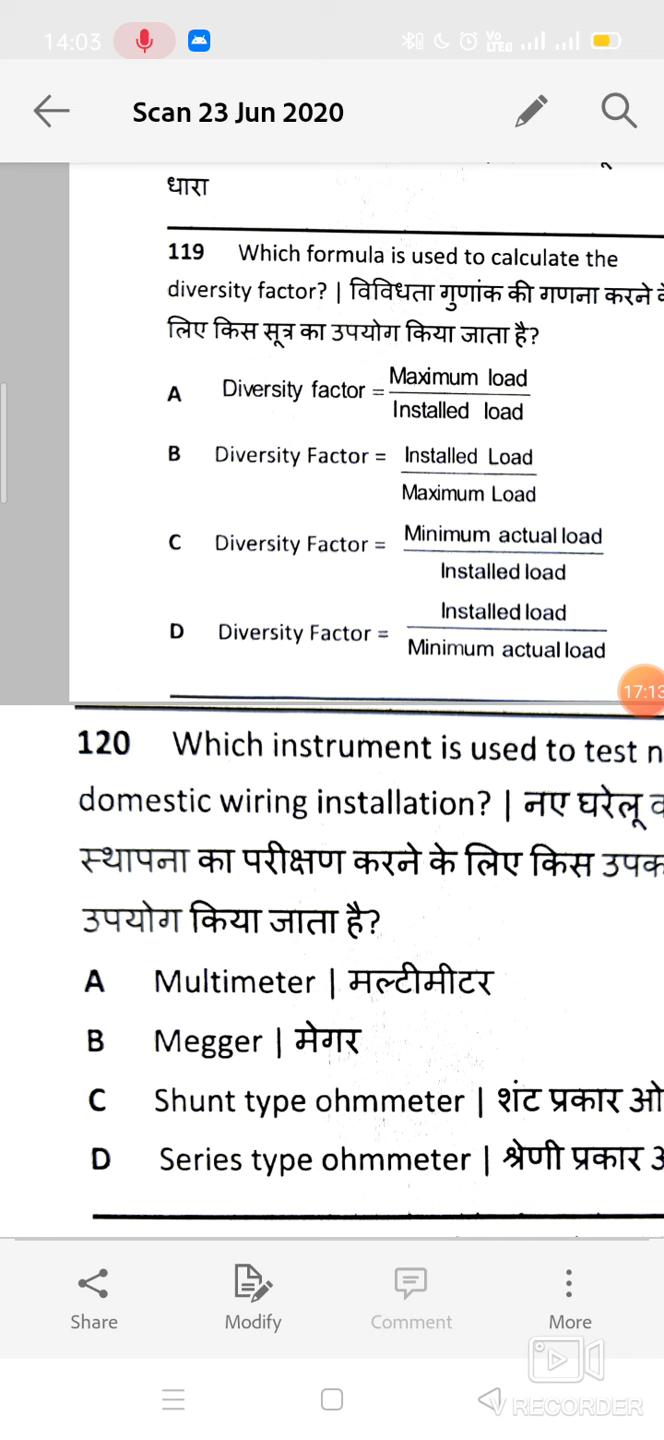 14:03
Vo
LTE
Scan 23 Jun 2020
धारा
119 Which formula is used to calculate the
diversity factor? | विविधता गुणांक की गणना करने के
लिए किस सूत्र का उपयोग किया जाता है?
A Diversity factor = Maximum load
Installed load
B Diversity Factor = Installed Load
Maximum Load
C Diversity Factor = Minimum actual load
Installed load
D Diversity Factor = Installed load
Minimum actual load
17:13
120 Which instrument is used to test
domestic wiring installation? | नए घरेलू
स्थापना का परीक्षण करने के लिए किस
उपयोग किया जाता है?
A Multimeter | मल्टीमीटर
B Megger | मेगर
C Shunt type ohmmeter | शंट प्रकार
D Series type ohmmeter | श्रेणी प्रकार
Share
Modify
Comment
More
V RECORDER